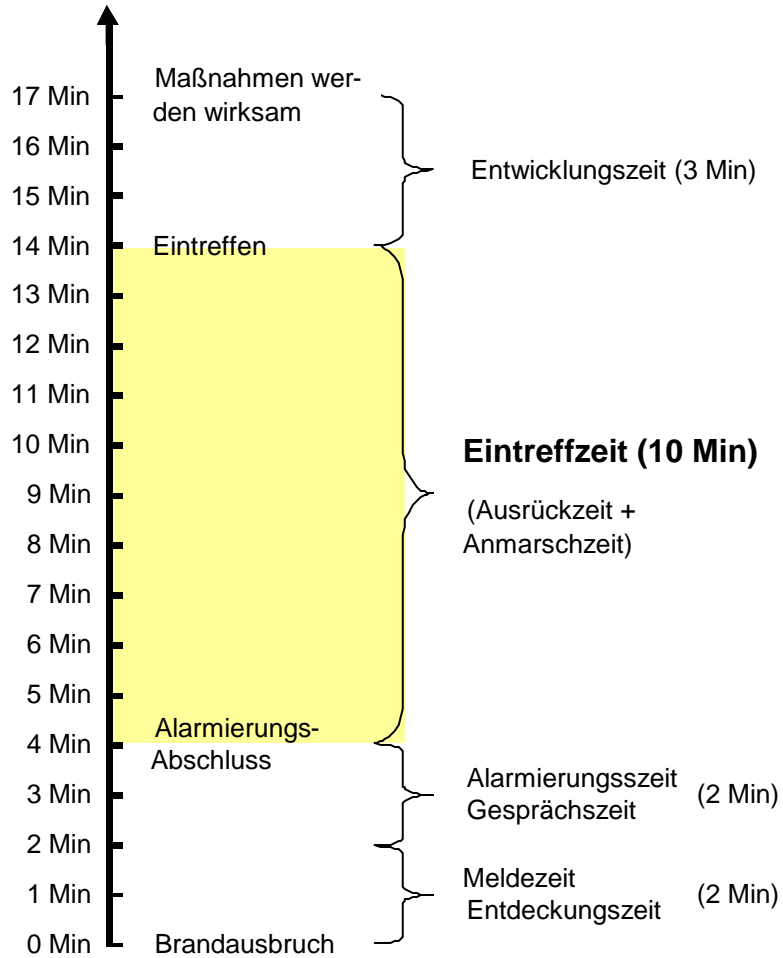 17 Min
Maßnahmen wer-
den wirksam
16 Min
Entwicklungszeit (3 Min)
15 Min
14 Min
Eintreffen
13 Min
12 Min
11 Min
10 Min
Eintreffzeit (10 Min)
9 Min
(Ausrückzeit +
Anmarschzeit)
8 Min
7 Min
6 Min
5 Min
Alarmierungs-
Abschluss
4 Min
3 Min
Alarmierungsszeit
Gesprächszeit
(2 Min)
2 Min
1 Min
Meldezeit
Entdeckungszeit
(2 Min)
0 Min
Brandausbruch